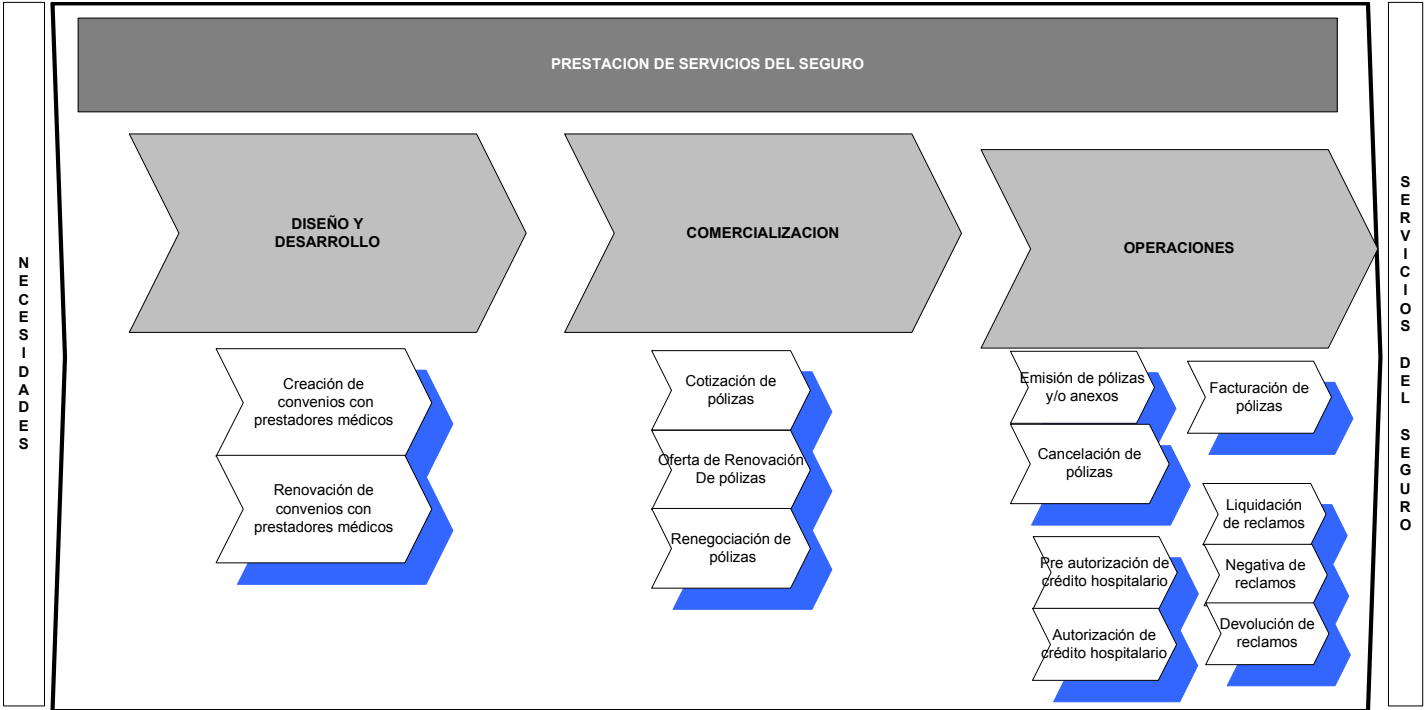 PRESTACION DE SERVICIOS DEL SEGURO
NECESIDADES
DISEÑO Y
DESARROLLO
Creación de
convenios con
prestadores médicos
Renovación de
convenios con
prestadores médicos
COMERCIALIZACION
Cotización de
pólizas
Oferta de Renovación
De pólizas
Renegociación de
pólizas
OPERACIONES
Emisión de pólizas
y/o anexos
Cancelación de
pólizas
Facturación de
pólizas
Pre autorización de
crédito hospitalario
Autorización de
crédito hospitalario
Liquidación
de reclamos
Negativa de
reclamos
Devolución de
reclamos
SERVICIOS DEL SEGURO